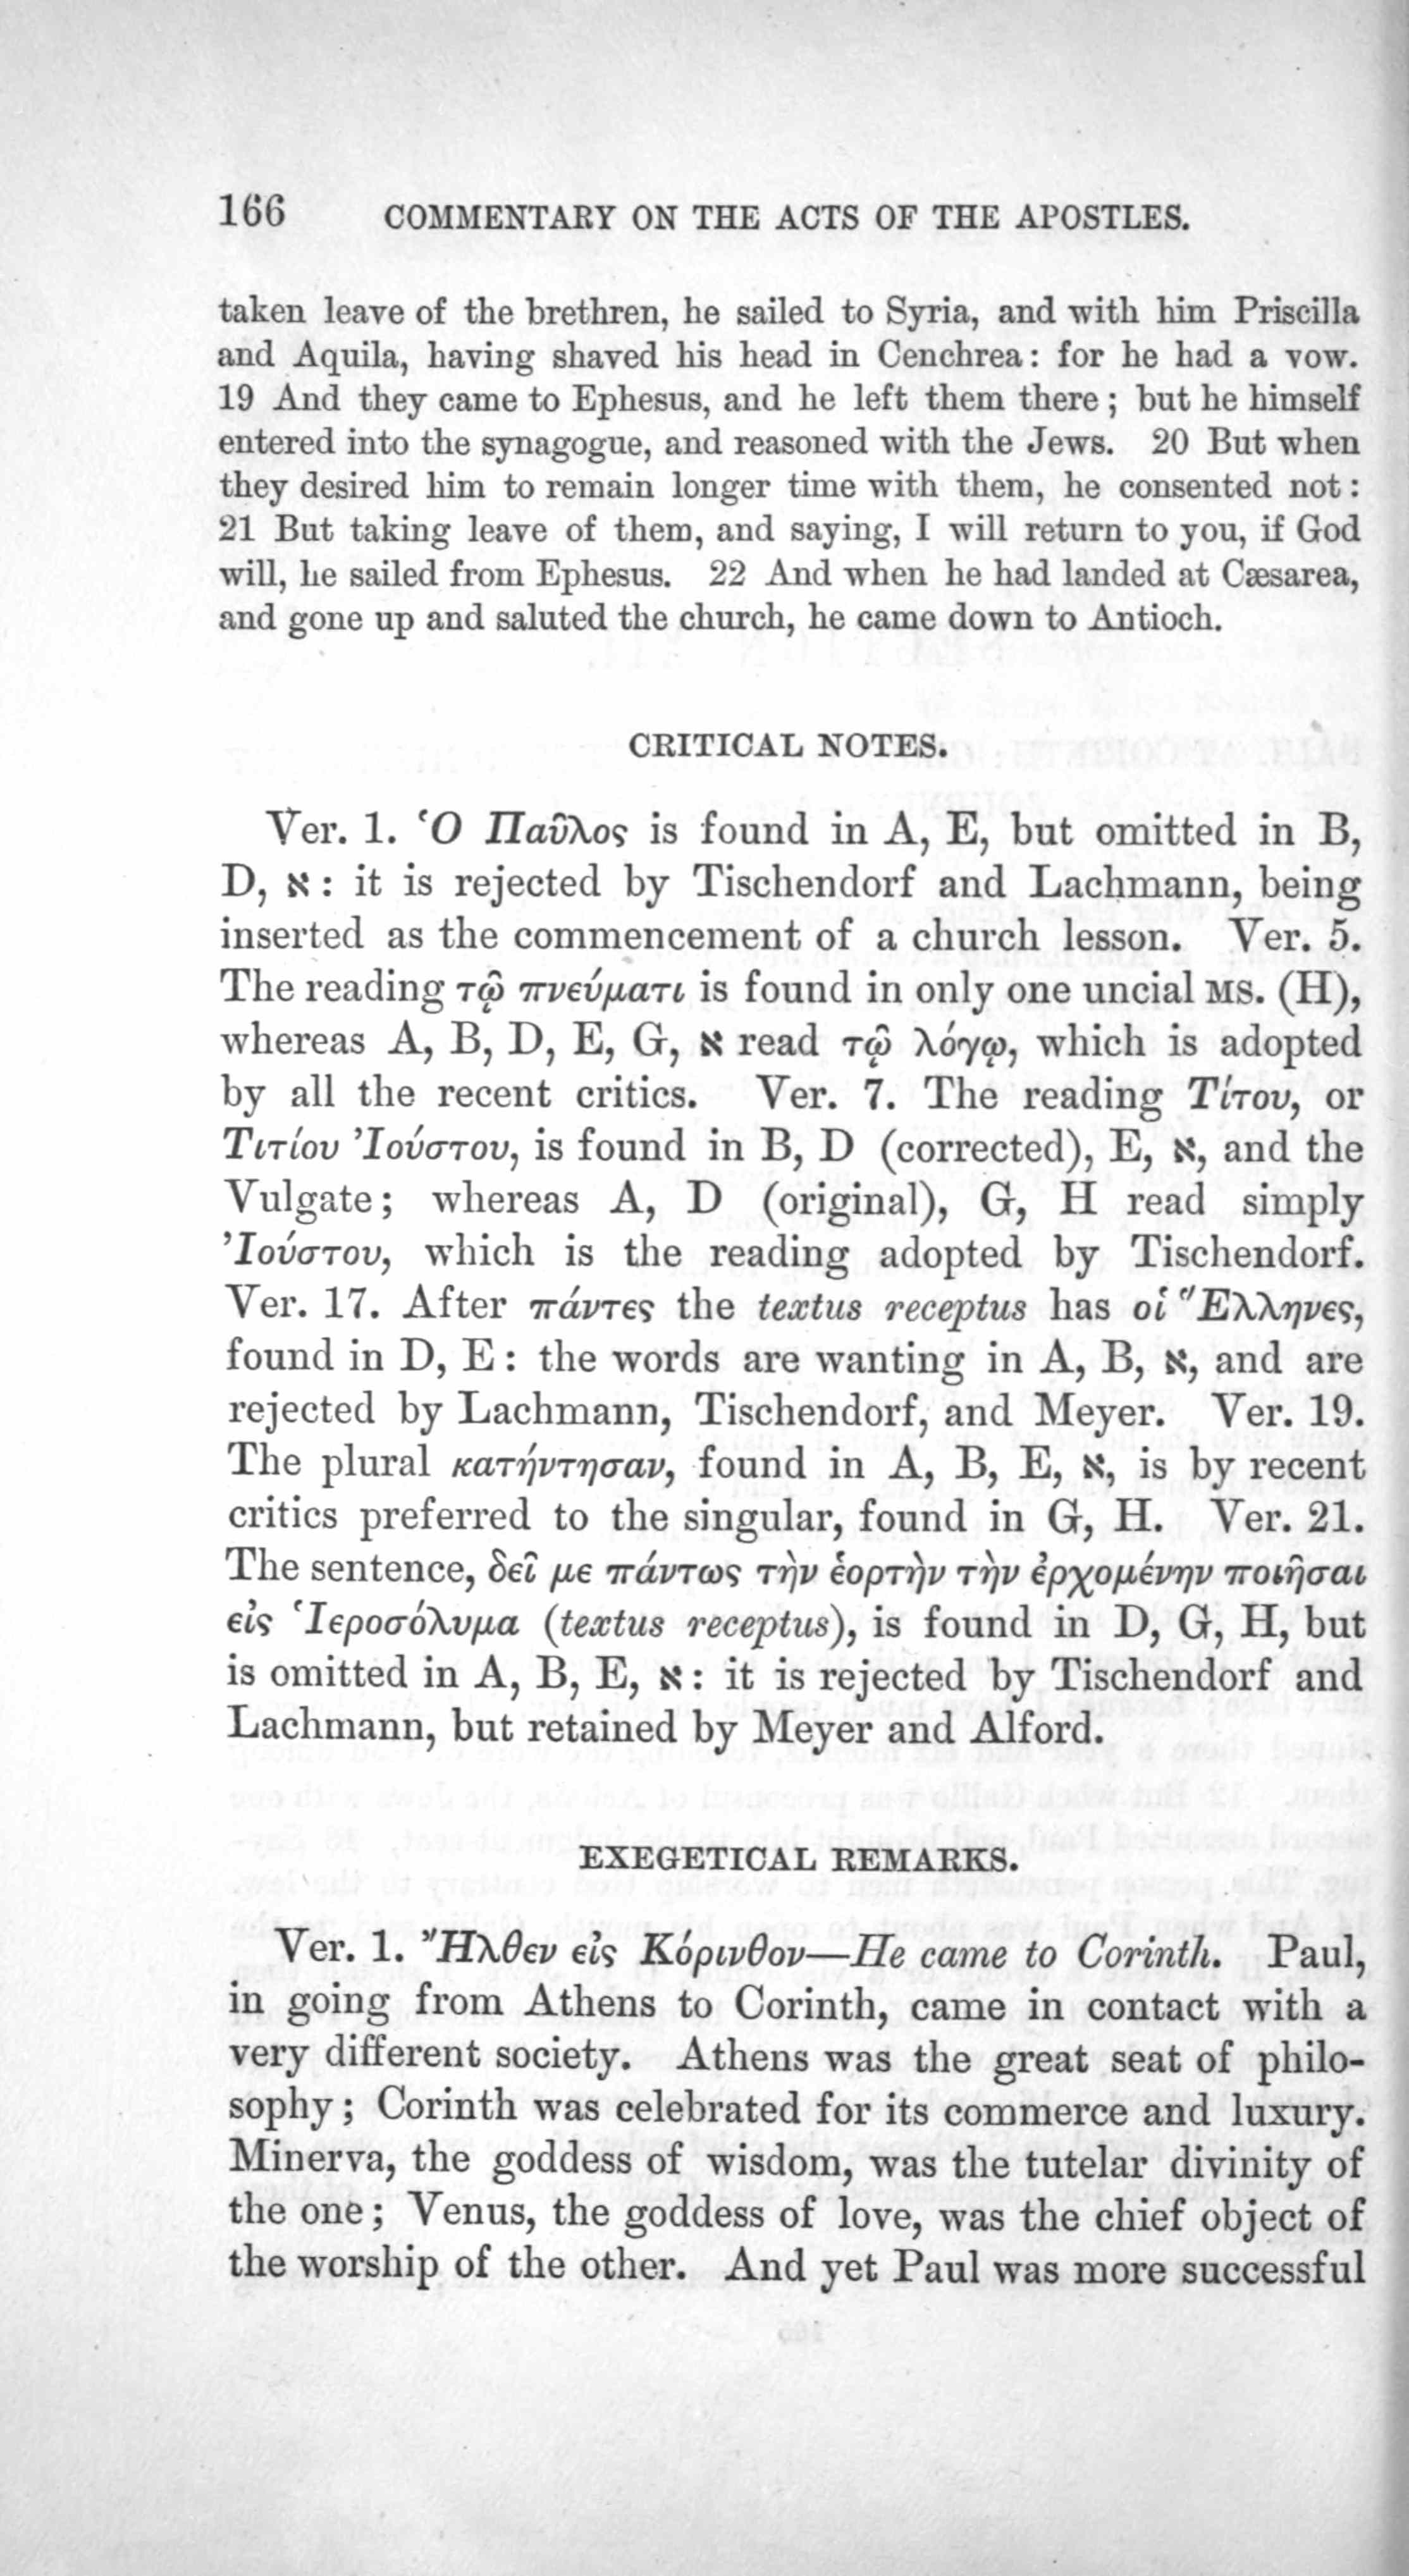 166 COMMENTARY ON THE ACTS OF THE APOSTLES.
taken leave of the brethren, he sailed to Syria, and with him Priscilla
and Aquila, having shaved his head in Cenchrea: for he had a vow.
19 And they came to Ephesus, and he left them there; but he himself
entered into the synagogue, and reasoned with the Jews. 20 But when
they desired him to remain longer time with them, he consented not:
21 But taking leave of them, and saying, I will return to you, if God
will, he sailed from Ephesus. 22 And when he had landed at Cæsarea,
and gone up and saluted the church, he came down to Antioch.
CRITICAL NOTES.
Ver. 1. Ὁ Παῦλος is found in A, E, but omitted in B,
D, א: it is rejected by Tischendorf and Lachmann, being
inserted as the commencement of a church lesson. Ver. 5.
The reading τῷ πνεύματι is found in only one uncial MS. (H),
whereas A, B, D, E, G, א read τῷ λόγῳ, which is adopted
by all the recent critics. Ver. 7. The reading Τίτου, or
Τιτίου Ἰούστου, is found in B, D (corrected), E, א, and the
Vulgate; whereas A, D (original), G, H read simply
Ἰούστου, which is the reading adopted by Tischendorf.
Ver. 17. After πάντες the textus receptus has οἱ Ἕλληνες,
found in D, E: the words are wanting in A, B, א, and are
rejected by Lachmann, Tischendorf, and Meyer. Ver. 19.
The plural κατήντησαν, found in A, B, E, א, is by recent
critics preferred to the singular, found in G, H. Ver. 21.
The sentence, δεῖ με πάντως τὴν ἑορτὴν τὴν ἐρχομένην ποιῆσαι
εἰς Ἱεροσόλυμα (textus receptus), is found in D, G, H, but
is omitted in A, B, E, א: it is rejected by Tischendorf and
Lachmann, but retained by Meyer and Alford.
EXEGETICAL REMARKS.
Ver. 1. Ἦλθεν εἰς Κόρινθον—He came to Corinth. Paul,
in going from Athens to Corinth, came in contact with a
very different society. Athens was the great seat of philo-
sophy; Corinth was celebrated for its commerce and luxury.
Minerva, the goddess of wisdom, was the tutelar divinity of
the one; Venus, the goddess of love, was the chief object of
the worship of the other. And yet Paul was more successful